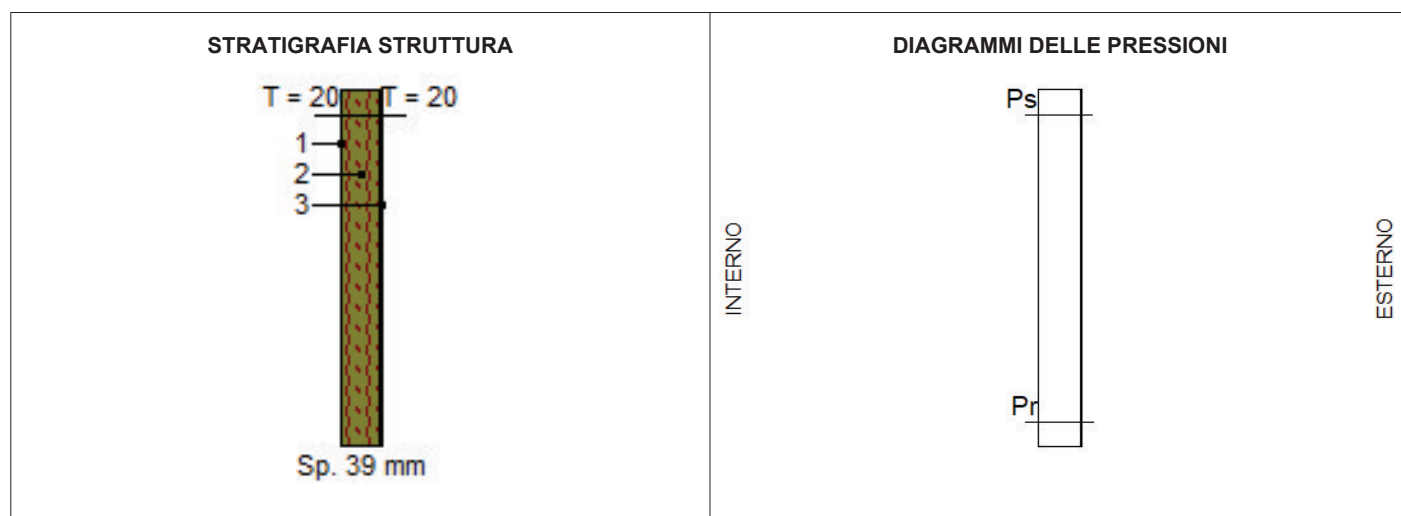 STRATIGRAFIA STRUTTURA
T = 20 T = 20
1
2
3
Sp. 39 mm
DIAGRAMMI DELLE PRESSIONI
INTERNO
Ps
Pr
ESTERNO